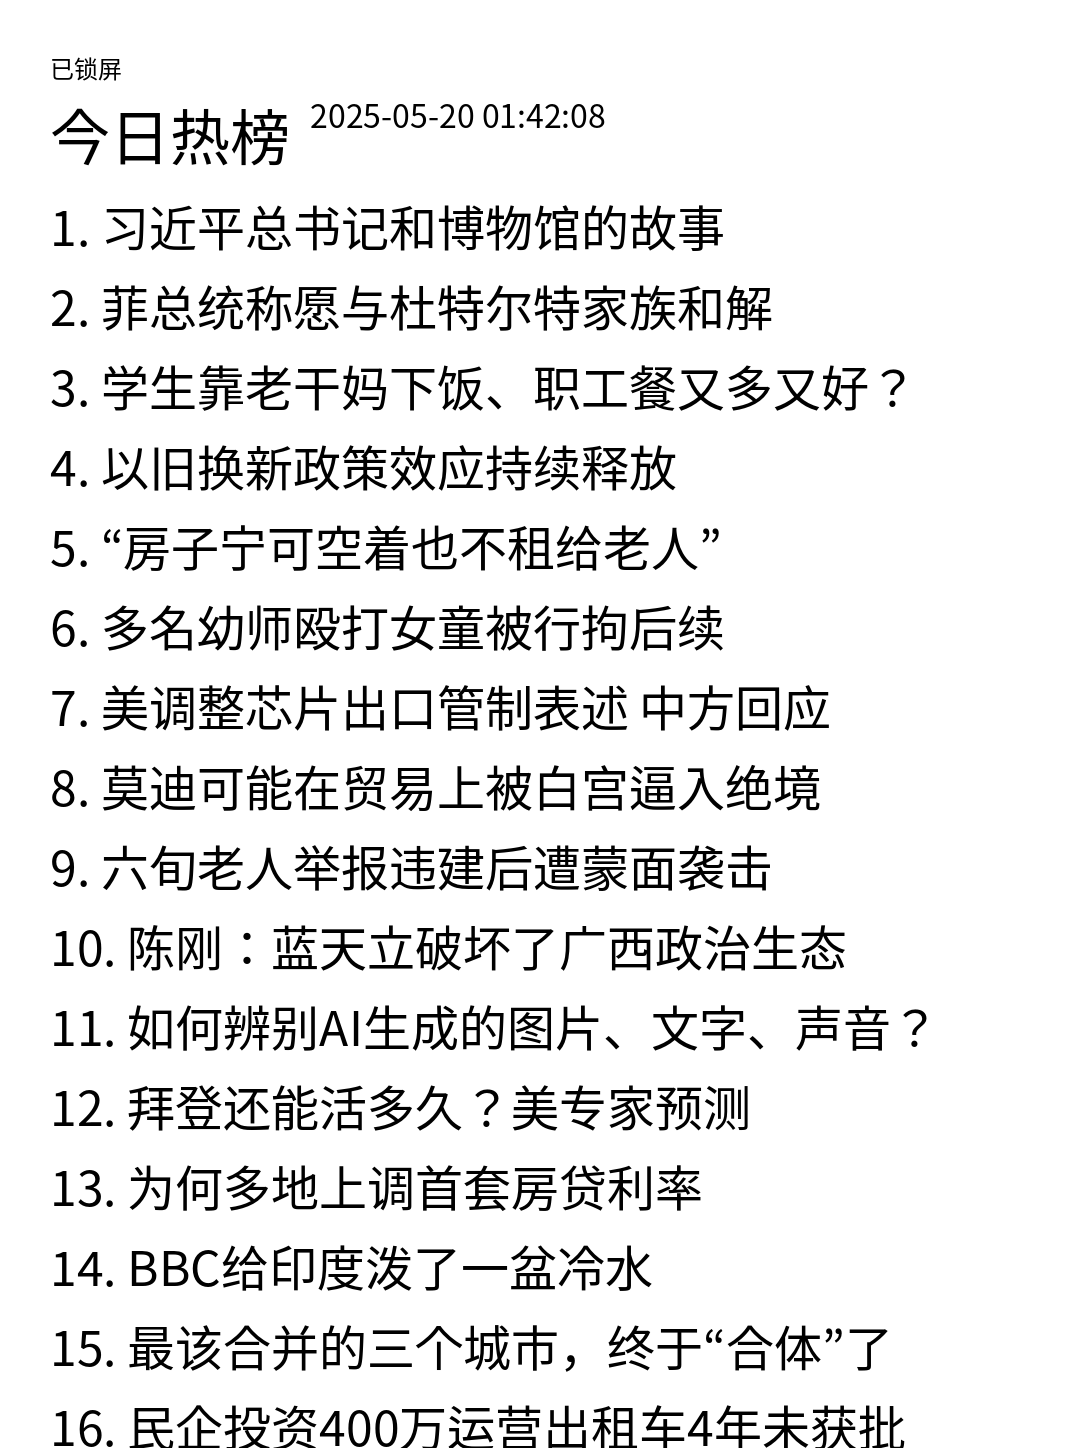 已锁屏
今日热榜 2025-05-20 01:42:08
1. 习近平总书记和博物馆的故事
2. 菲总统称愿与杜特尔特家族和解
3. 学生靠老干妈下饭、职工餐又多又好？
4. 以旧换新政策效应持续释放
5. “房子宁可空着也不租给老人”
6. 多名幼师殴打女童被行拘后续
7. 美调整芯片出口管制表述 中方回应
8. 莫迪可能在贸易上被白宫逼入绝境
9. 六旬老人举报违建后遭蒙面袭击
10. 陈刚：蓝天立破坏了广西政治生态
11. 如何辨别AI生成的图片、文字、声音？
12. 拜登还能活多久？美专家预测
13. 为何多地上调首套房贷利率
14. BBC给印度泼了一盆冷水
15. 最该合并的三个城市，终于“合体”了
16. 民企投资400万运营出租车4年未获批